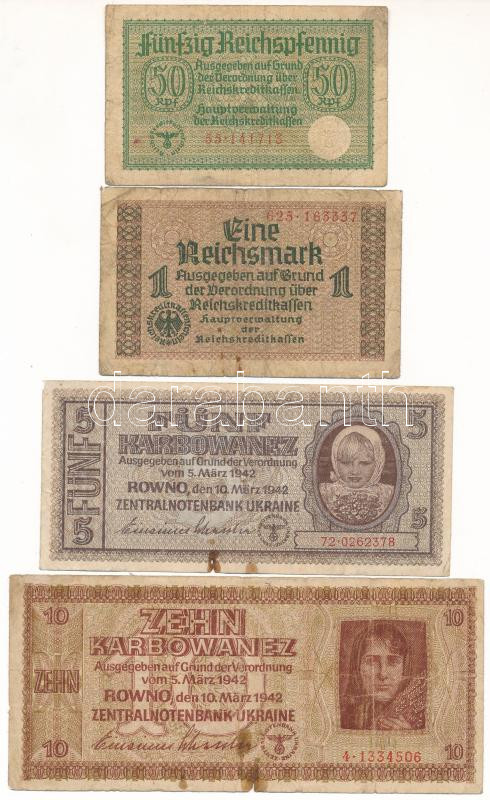 Fünfzig Reichspfennig
50 Rpf
Ausgegeben auf Grund
der Verordnung über
Reichskreditkassen
50 Rpf
Hauptverwaltung
der Reichskreditkassen
55·141713
623·163337
Eine
Reichsmark
1
Ausgegeben auf Grund
der Verordnung über
Reichskreditkassen
1
Hauptverwaltung
der
Reichskreditkassen
darabanth
5
FÜNF
5
FÜNF
KARBOWANEZ
Ausgegeben auf Grund der Verordnung
vom 5. März 1942
ROWNO, den 10. März 1942
ZENTRALNOTENBANK UKRAINE
5
72·0262378
10
ZEHN
10
ZEHN
KARBOWANEZ
Ausgegeben auf Grund der Verordnung
vom 5. März 1942
ROWNO, den 10. März 1942
ZENTRALNOTENBANK UKRAINE
10
10
4·1334506